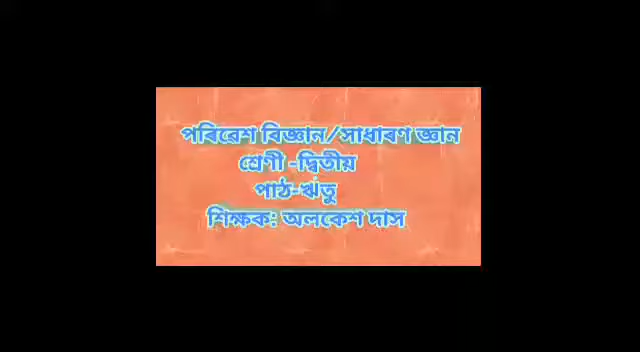 পৰিৱেশ বিজ্ঞান/সাধাৰণ জ্ঞান
শ্ৰেণী -দ্বিতীয়
পাঠ-ঋতু
শিক্ষক: অলকেশ দাস